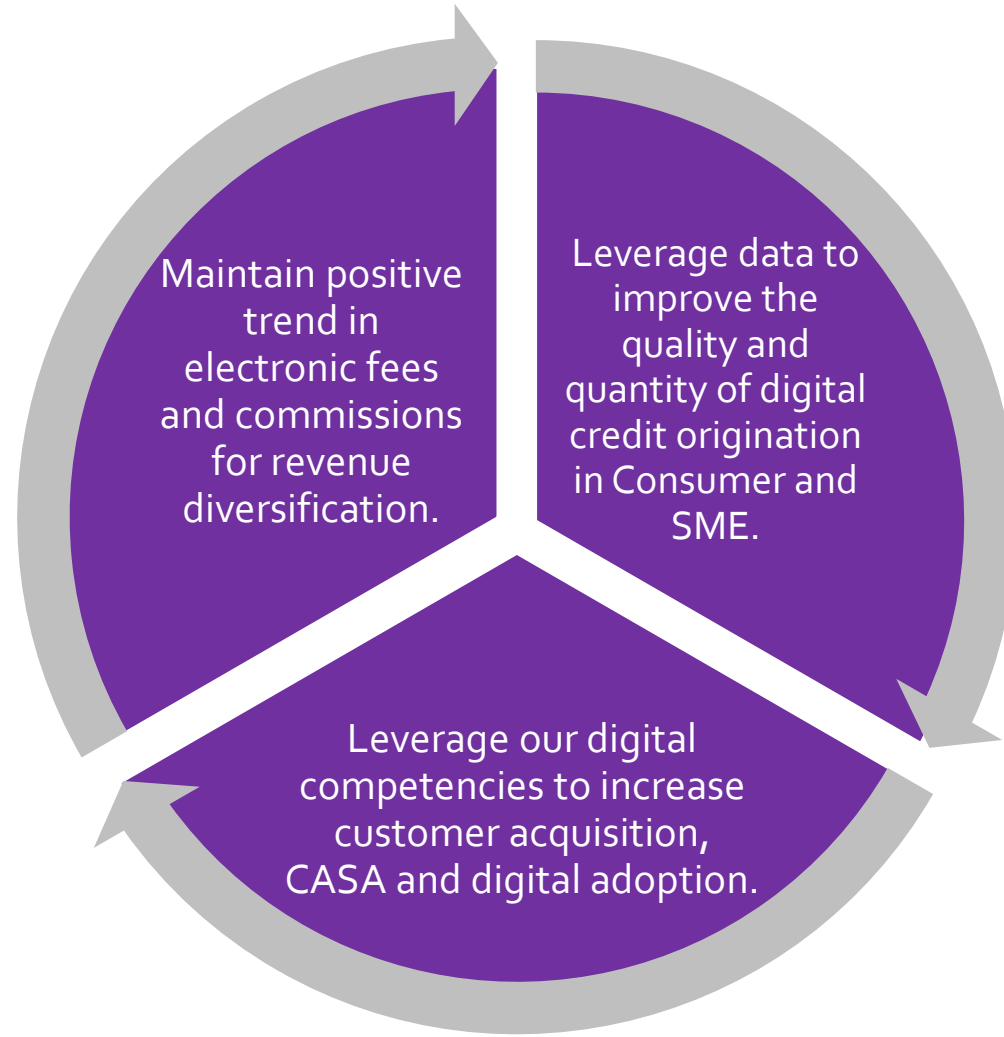 Maintain positive
trend in
electronic fees
and commissions
for revenue
diversification.
Leverage data to
improve the
quality and
quantity of digital
credit origination
in Consumer and
SME.
Leverage our digital
competencies to increase
customer acquisition,
CASA and digital adoption.